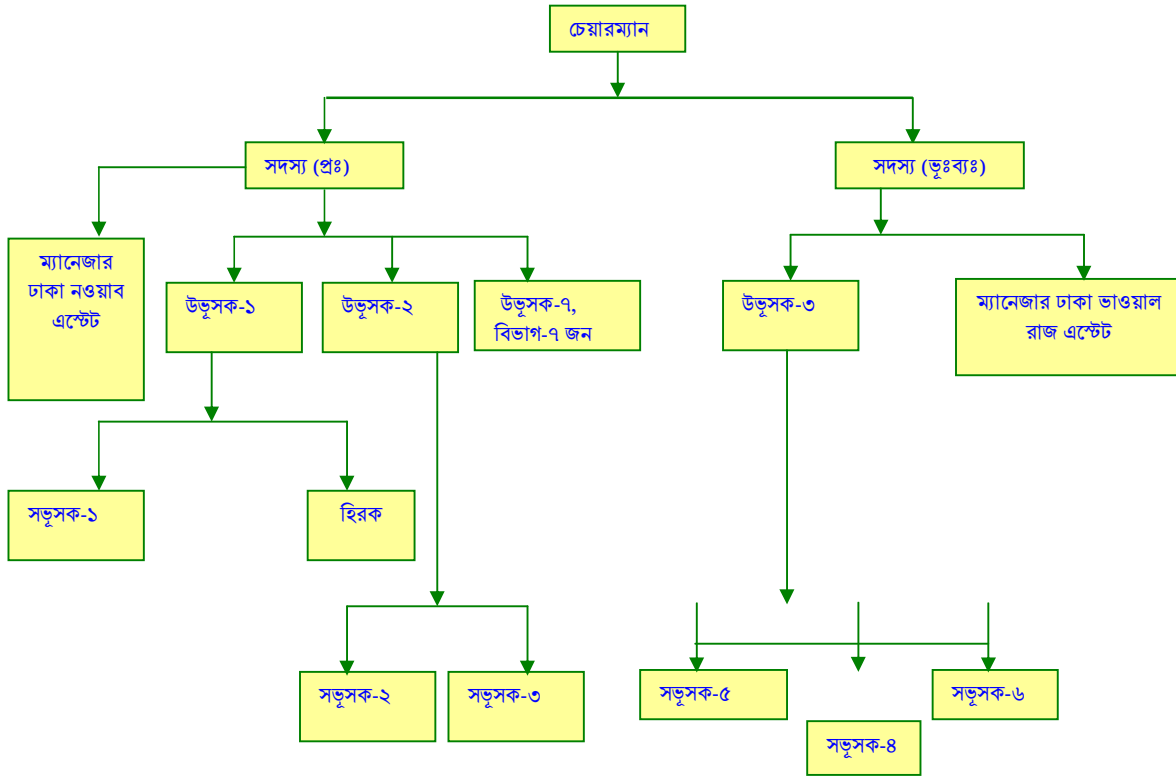 চেয়ারম্যান
সদস্য (প্রঃ)
সদস্য (ভূঃব্যঃ)
ম্যানেজার
ঢাকা নওয়াব
এস্টেট
উভূসক-১
উভূসক-২
উভূসক-৭,
বিভাগ-৭ জন
উভূসক-৩
ম্যানেজার ঢাকা ভাওয়াল
রাজ এস্টেট
সভূসক-১
হিরক
সভূসক-২
সভূসক-৩
সভূসক-৫
সভূসক-৬
সভূসক-৪